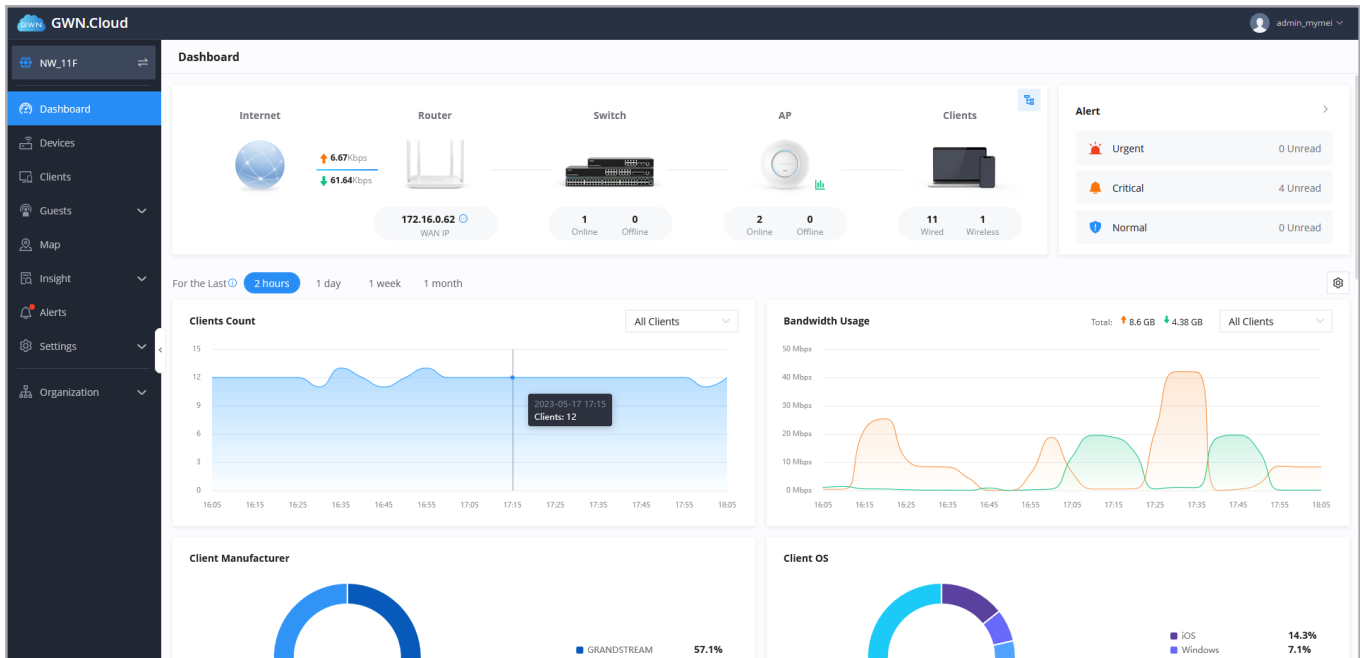 GWN GWN.Cloud
admin_mymei
NW_11F
Dashboard
Devices
Clients
Guests
Map
Insight
Alerts
Settings
Organization
Dashboard
Internet
Router
Switch
AP
Clients
6.67Kbps
61.64Kbps
172.16.0.62
WAN IP
1 0
Online Offline
2 0
Online Offline
11 1
Wired Wireless
Alert
Urgent 0 Unread
Critical 4 Unread
Normal 0 Unread
For the Last 2 hours 1 day 1 week 1 month
Clients Count
All Clients
15
12
9
6
3
0
2023-05-17 17:15
Clients: 12
16:05 16:15 16:25 16:35 16:45 16:55 17:05 17:15 17:25 17:35 17:45 17:55 18:05
Bandwidth Usage
Total: 8.6 GB 4.38 GB
All Clients
50 Mbps
40 Mbps
30 Mbps
20 Mbps
10 Mbps
0 Mbps
16:05 16:15 16:25 16:35 16:45 16:55 17:05 17:15 17:25 17:35 17:45 17:55 18:05
Client Manufacturer
GRANDSTREAM 57.1%
Client OS
iOS 14.3%
Windows 7.1%